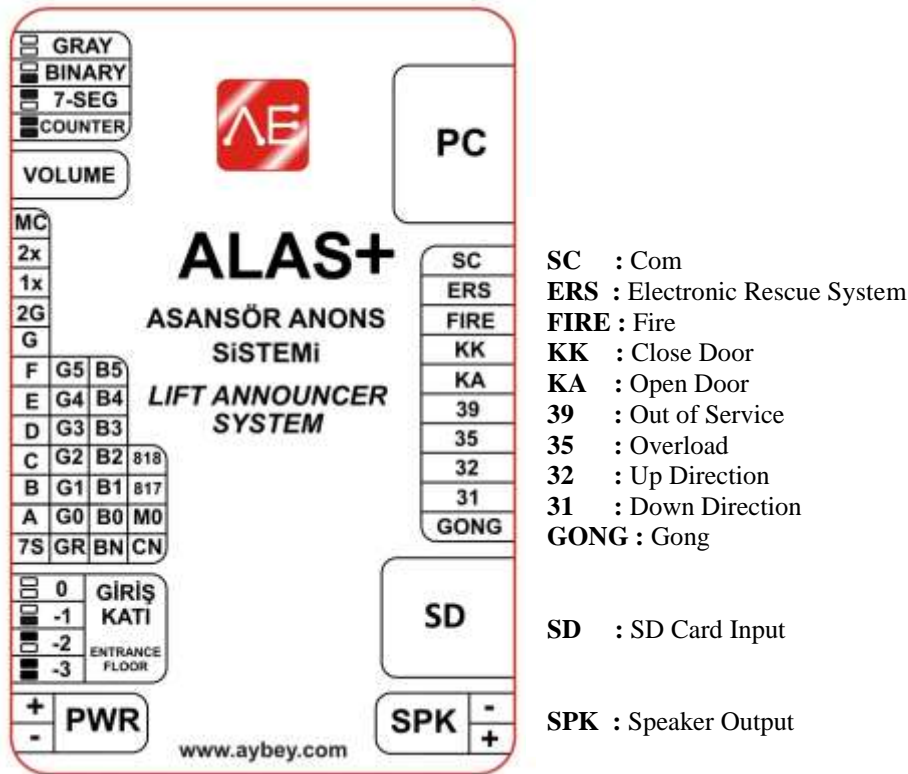 GRAY
BINARY
7-SEG
COUNTER
VOLUME
AE
PC
MC
2x
1x
2G
G
F G5 B5
E G4 B4
D G3 B3
C G2 B2 818
B G1 B1 817
A G0 B0 M0
7S GR BN CN
ALAS+
ASANSÖR ANONS
SiSTEMi
LIFT ANNOUNCER
SYSTEM
SC
ERS
FIRE
KK
KA
39
35
32
31
GONG
SC : Com
ERS : Electronic Rescue System
FIRE : Fire
KK : Close Door
KA : Open Door
39 : Out of Service
35 : Overload
32 : Up Direction
31 : Down Direction
GONG : Gong
0
-1
-2
-3
GİRİŞ
KATI
ENTRANCE
FLOOR
SD
SD : SD Card Input
+
-
PWR
SPK
-
+
SPK : Speaker Output
www.aybey.com